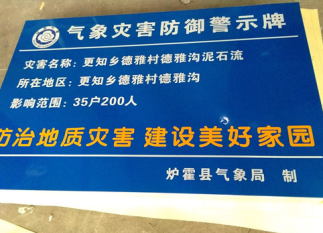 气象灾害防御警示牌
灾害名称：更知乡德雅村德雅沟泥石流
所在地区：更知乡德雅村德雅沟
影响范围：35户200人
防治地质灾害 建设美好家园
炉霍县气象局 制